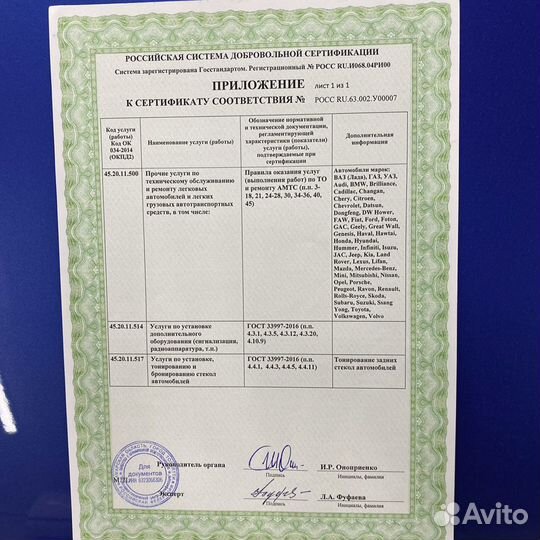 РОССИЙСКАЯ СИСТЕМА ДОБРОВОЛЬНОЙ СЕРТИФИКАЦИИ
Система зарегистрирована Госстандартом. Регистрационный № РОСС RU.И068.04РИ00
ПРИЛОЖЕНИЕ лист 1 из 1
К СЕРТИФИКАТУ СООТВЕТСТВИЯ № РОСС RU.63.002.У00007
Код услуги
(работы)
Код ОК
034-2014
(ОКПД2)
Наименование услуги (работы)
Обозначение нормативной
и технической документации,
регламентирующей
характеристики (показатели)
услуги (работы),
подтверждаемые при
сертификации
Дополнительная
информация
45.20.11.500
Прочие услуги по
техническому обслуживанию
и ремонту легковых
автомобилей и легких
грузовых автотранспортных
средств, в том числе:
Правила оказания услуг
(выполнения работ) по ТО
и ремонту АМТС (п.п. 3-
18, 21, 24-28, 30, 34-36, 40,
45)
Автомобили марок:
ВАЗ (Лада), ГАЗ, УАЗ,
Audi, BMW, Brilliance,
Cadillac, Changan,
Chery, Citroen,
Chevrolet, Datsun,
Dongfeng, DW Hower,
FAW, Fiat, Ford, Foton,
GAC, Geely, Great Wall,
Genesis, Haval, Hawtai,
Honda, Hyundai,
Hummer, Infiniti, Isuzu,
JAC, Jeep, Kia, Land
Rover, Lexus, Lifan,
Mazda, Mercedes-Benz,
Mini, Mitsubishi, Nissan,
Opel, Porsche,
Peugeot, Ravon, Renault,
Rolls-Royce, Skoda,
Subaru, Suzuki, Ssang
Yong, Toyota,
Volkswagen, Volvo
45.20.11.514
Услуги по установке
дополнительного
оборудования (сигнализация,
радиоаппаратура, т.п.)
ГОСТ 33997-2016 (п.п.
4.3.1, 4.3.5, 4.3.12, 4.3.20,
4.10.9)
45.20.11.517
Услуги по установке,
тонированию и
бронированию стекол
автомобилей
ГОСТ 33997-2016 (п.п.
4.4.1, 4.4.3, 4.4.5, 4.4.11)
Тонирование задних
стекол автомобилей
Руководитель органа
И.Р. Оноприенко
Подпись
Инициалы, фамилия
Для
документов
М.П.
Эксперт
Л.А. Фуфаева
Подпись
Инициалы, фамилия
Avito